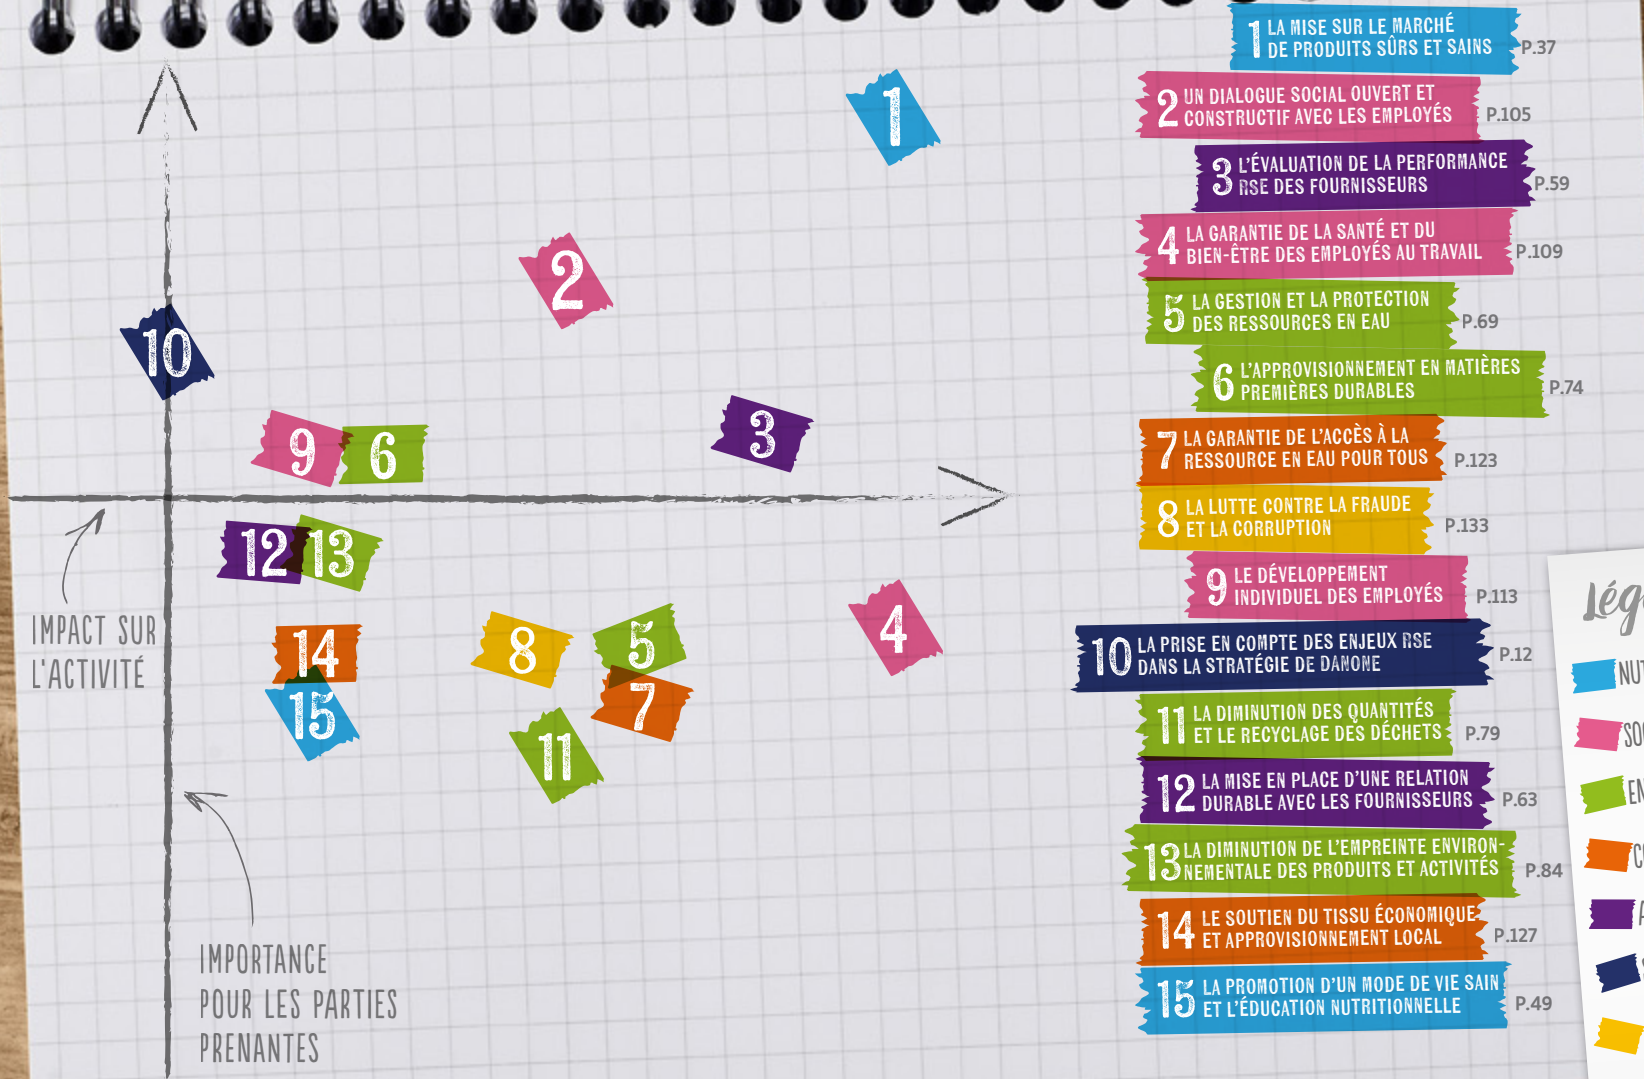 1
2
10
9
6
3
12
13
14
8
5
4
15
7
11
IMPACT SUR
L'ACTIVITÉ
IMPORTANCE
POUR LES PARTIES
PRENANTES
1 LA MISE SUR LE MARCHÉ
DE PRODUITS SÛRS ET SAINS
P.37
2 UN DIALOGUE SOCIAL OUVERT ET
CONSTRUCTIF AVEC LES EMPLOYÉS
P.105
3 L'ÉVALUATION DE LA PERFORMANCE
RSE DES FOURNISSEURS
P.59
4 LA GARANTIE DE LA SANTÉ ET DU
BIEN-ÊTRE DES EMPLOYÉS AU TRAVAIL
P.109
5 LA GESTION ET LA PROTECTION
DES RESSOURCES EN EAU
P.69
6 L'APPROVISIONNEMENT EN MATIÈRES
PREMIÈRES DURABLES
P.74
7 LA GARANTIE DE L'ACCÈS À LA
RESSOURCE EN EAU POUR TOUS
P.123
8 LA LUTTE CONTRE LA FRAUDE
ET LA CORRUPTION
P.133
9 LE DÉVELOPPEMENT
INDIVIDUEL DES EMPLOYÉS
P.113
10 LA PRISE EN COMPTE DES ENJEUX RSE
DANS LA STRATÉGIE DE DANONE
P.12
11 LA DIMINUTION DES QUANTITÉS
ET LE RECYCLAGE DES DÉCHETS
P.79
12 LA MISE EN PLACE D'UNE RELATION
DURABLE AVEC LES FOURNISSEURS
P.63
13 LA DIMINUTION DE L'EMPREINTE ENVIRON-
NEMENTALE DES PRODUITS ET ACTIVITÉS
P.84
14 LE SOUTIEN DU TISSU ÉCONOMIQUE
ET APPROVISIONNEMENT LOCAL
P.127
15 LA PROMOTION D'UN MODE DE VIE SAIN
ET L'ÉDUCATION NUTRITIONNELLE
P.49